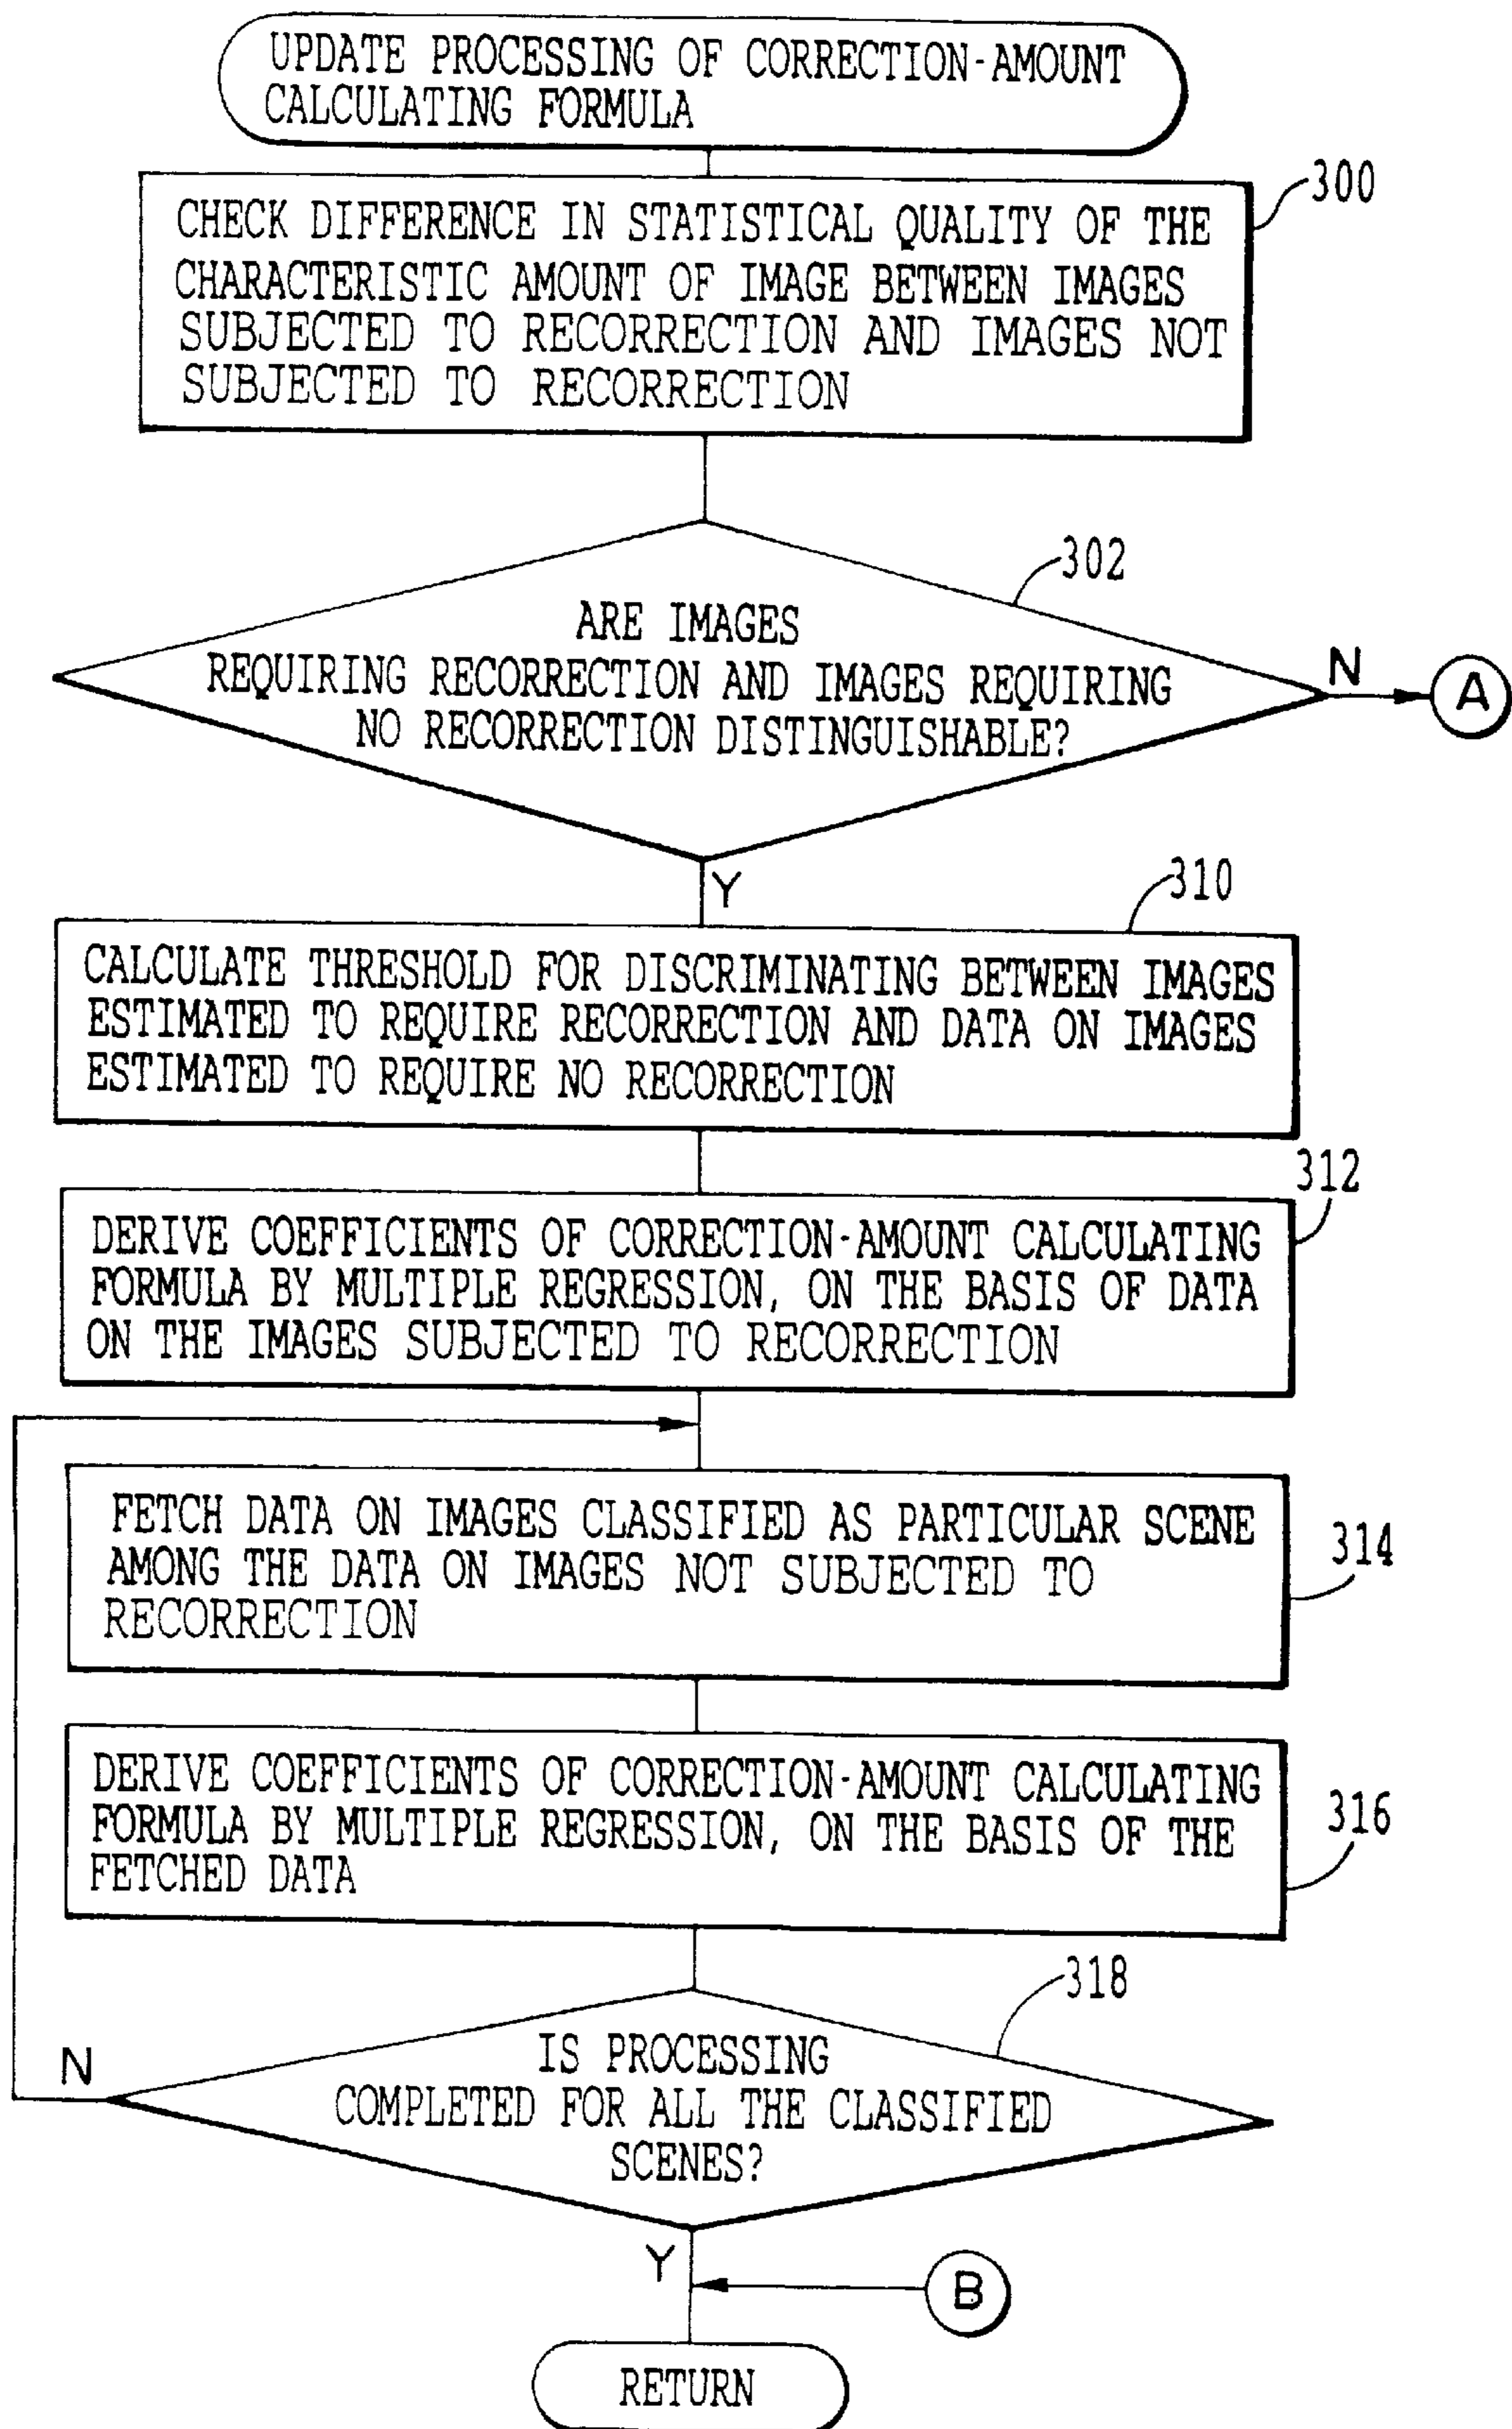 UPDATE PROCESSING OF CORRECTION-AMOUNT
CALCULATING FORMULA
300
CHECK DIFFERENCE IN STATISTICAL QUALITY OF THE
CHARACTERISTIC AMOUNT OF IMAGE BETWEEN IMAGES
SUBJECTED TO RECORRECTION AND IMAGES NOT
SUBJECTED TO RECORRECTION
302
ARE IMAGES
REQUIRING RECORRECTION AND IMAGES REQUIRING
NO RECORRECTION DISTINGUISHABLE?
N
A
Y
310
CALCULATE THRESHOLD FOR DISCRIMINATING BETWEEN IMAGES
ESTIMATED TO REQUIRE RECORRECTION AND DATA ON IMAGES
ESTIMATED TO REQUIRE NO RECORRECTION
312
DERIVE COEFFICIENTS OF CORRECTION-AMOUNT CALCULATING
FORMULA BY MULTIPLE REGRESSION, ON THE BASIS OF DATA
ON THE IMAGES SUBJECTED TO RECORRECTION
FETCH DATA ON IMAGES CLASSIFIED AS PARTICULAR SCENE
AMONG THE DATA ON IMAGES NOT SUBJECTED TO
RECORRECTION
314
DERIVE COEFFICIENTS OF CORRECTION-AMOUNT CALCULATING
FORMULA BY MULTIPLE REGRESSION, ON THE BASIS OF THE
FETCHED DATA
316
318
IS PROCESSING
COMPLETED FOR ALL THE CLASSIFIED
SCENES?
N
Y
B
RETURN